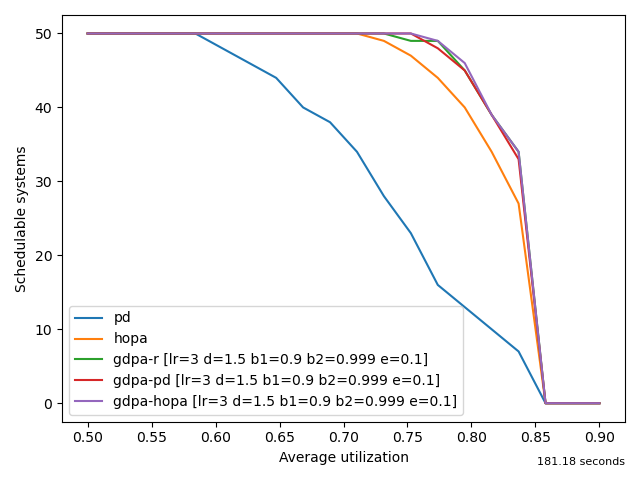 50
40
30
20
10
0
Schedulable systems
pd
hopa
gdpa-r [lr=3 d=1.5 b1=0.9 b2=0.999 e=0.1]
gdpa-pd [lr=3 d=1.5 b1=0.9 b2=0.999 e=0.1]
gdpa-hopa [lr=3 d=1.5 b1=0.9 b2=0.999 e=0.1]
0.50 0.55 0.60 0.65 0.70 0.75 0.80 0.85 0.90
Average utilization
181.18 seconds